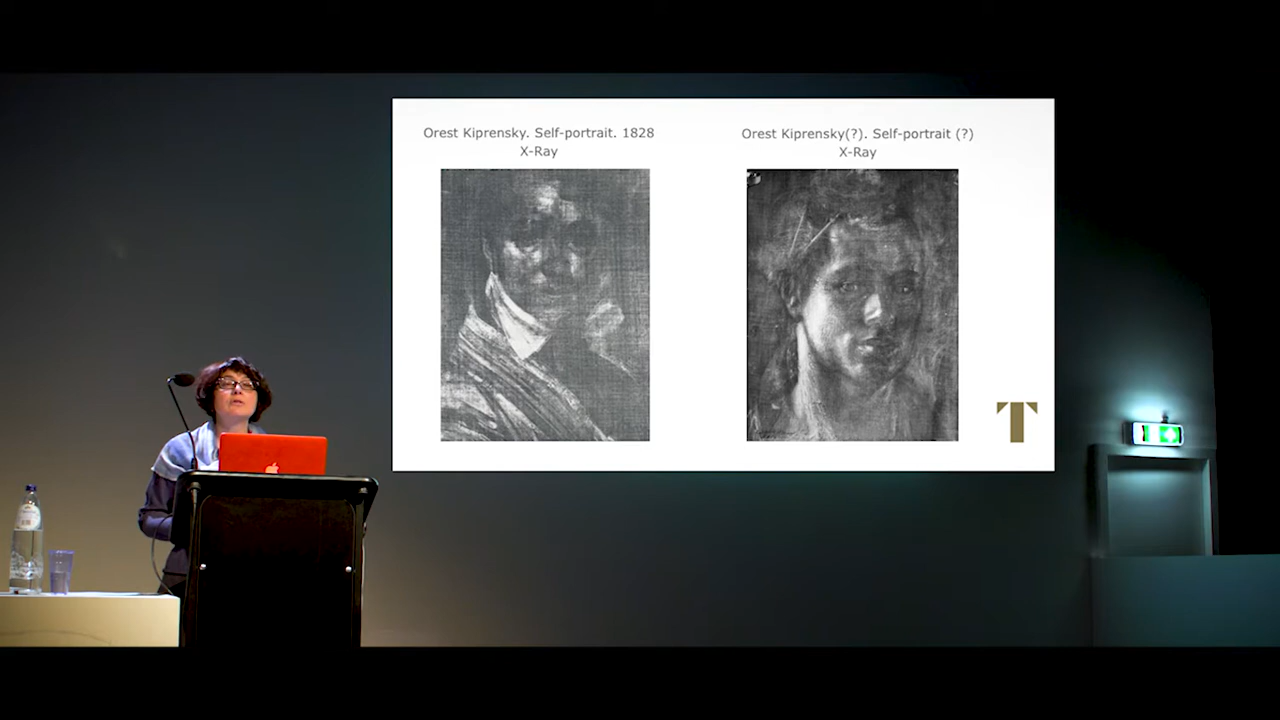 Orest Kiprensky. Self-portrait. 1828
X-Ray
Orest Kiprensky(?). Self-portrait (?)
X-Ray
T